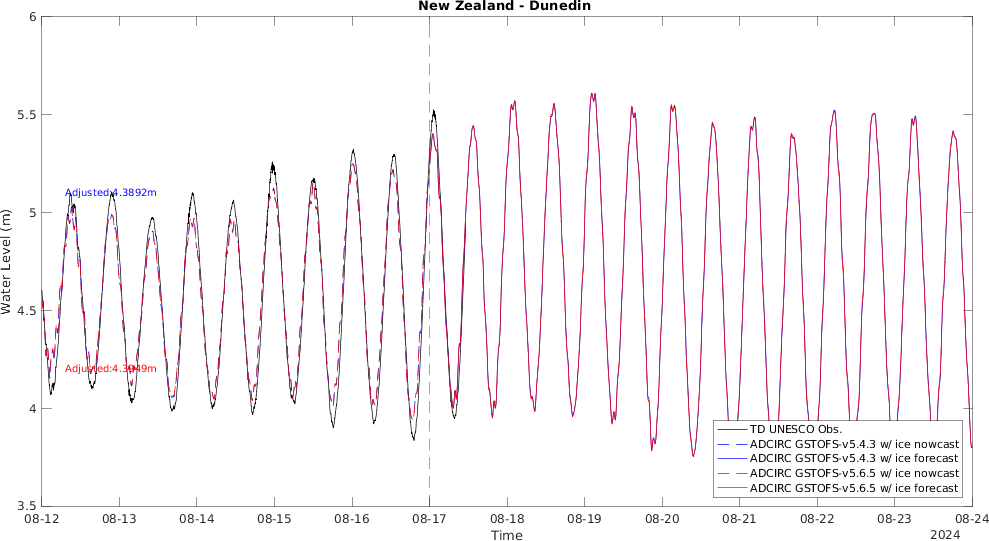 New Zealand - Dunedin
6
5.5
5
4.5
4
3.5
Water Level (m)
Adjusted:4.3892m
Adjusted:4.3949m
TD UNESCO Obs.
ADCIRC GSTOFS-v5.4.3 w/ ice nowcast
ADCIRC GSTOFS-v5.4.3 w/ ice forecast
ADCIRC GSTOFS-v5.6.5 w/ ice nowcast
ADCIRC GSTOFS-v5.6.5 w/ ice forecast
08-12 08-13 08-14 08-15 08-16 08-17 08-18 08-19 08-20 08-21 08-22 08-23 08-24
Time
2024